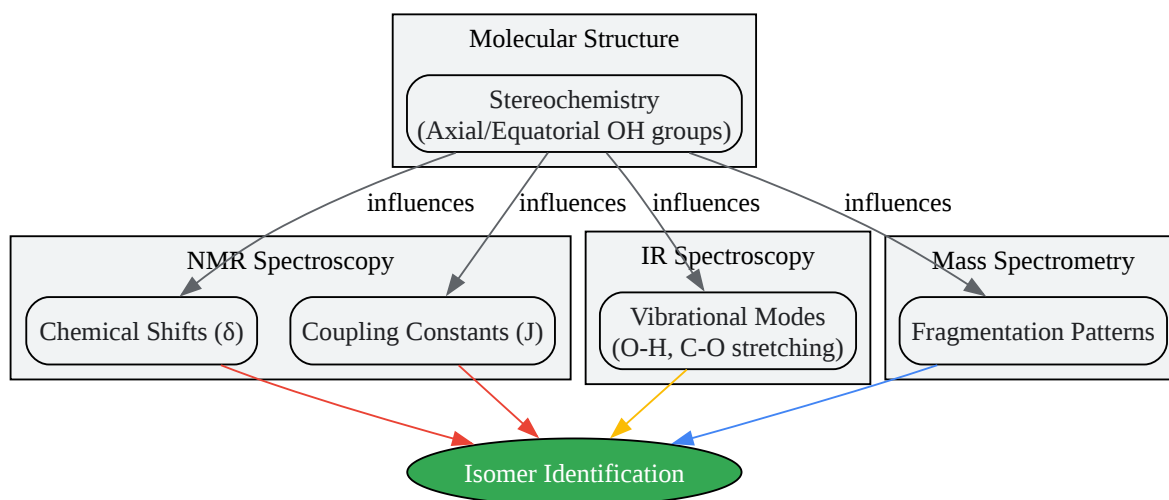 Molecular Structure
Stereochemistry
(Axial/Equatorial OH groups)
influences
influences
influences
influences
NMR Spectroscopy
IR Spectroscopy
Mass Spectrometry
Chemical Shifts (δ)
Coupling Constants (J)
Vibrational Modes
(O-H, C-O stretching)
Fragmentation Patterns
Isomer Identification